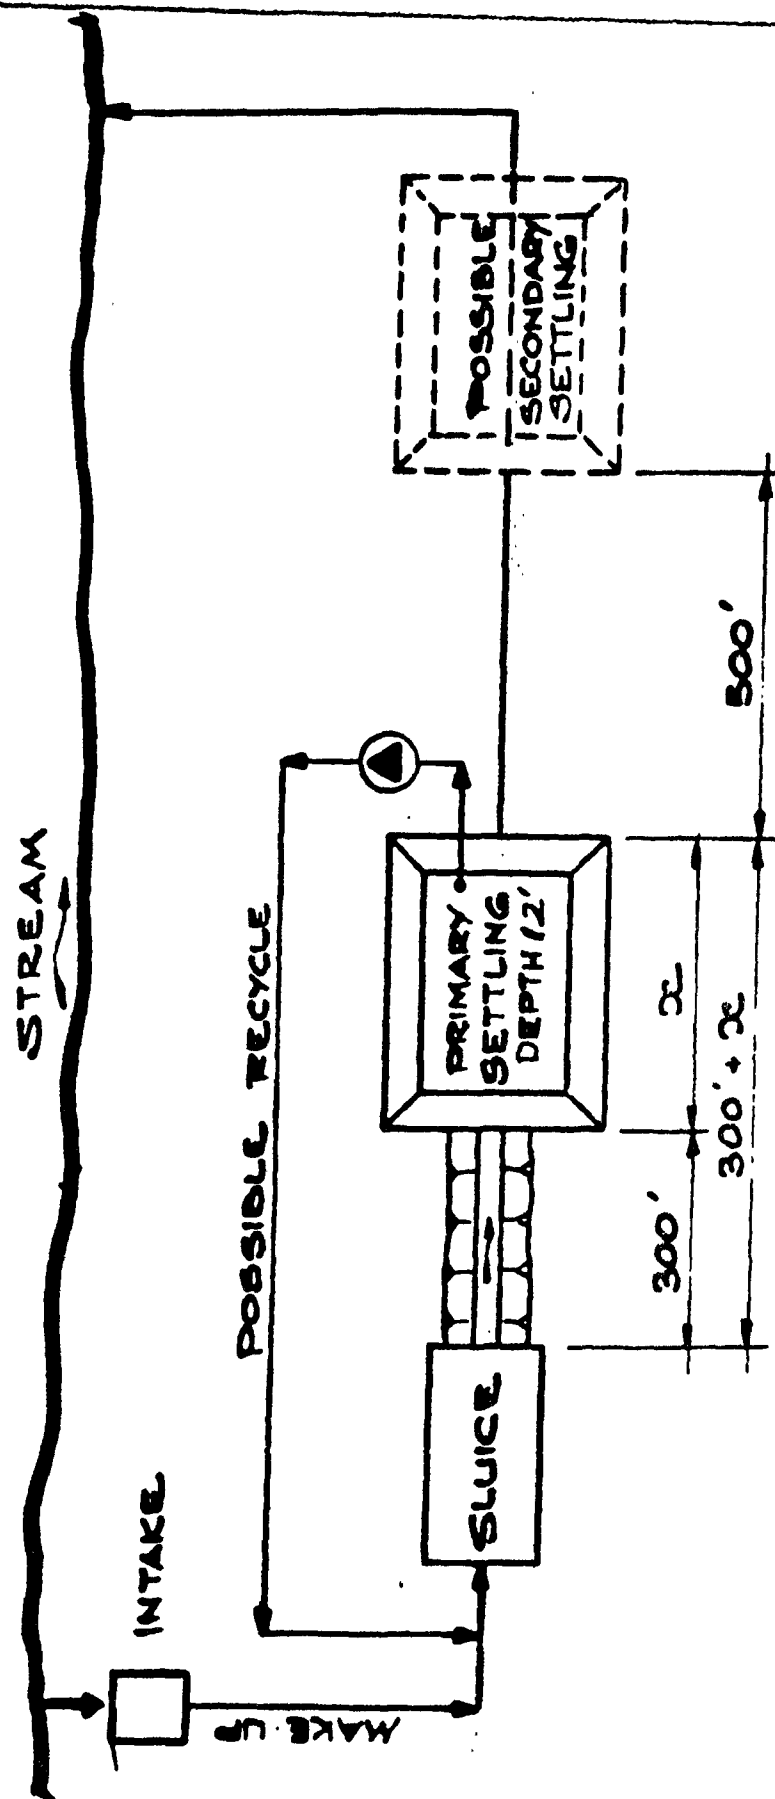 STREAM
INTAKE
MAKE-UP
POSSIBLE RECYCLE
SLUICE
PRIMARY
SETTLING
DEPTH 12'
POSSIBLE
SECONDARY
SETTLING
300'
x
500'
300' + x